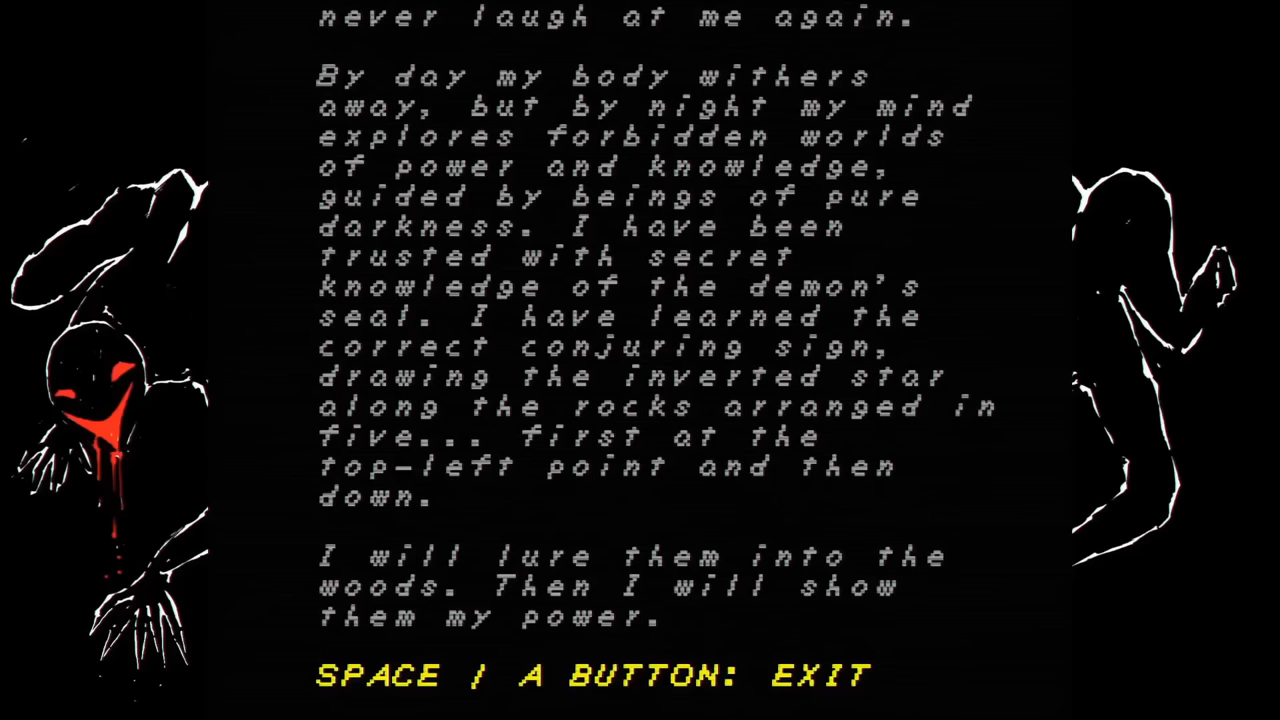 never laugh at me again.
By day my body withers
away, but by night my mind
explores forbidden worlds
of power and knowledge,
guided by beings of pure
darkness. I have been
trusted with secret
knowledge of the demon's
seal. I have learned the
correct conjuring sign,
drawing the inverted star
along the rocks arranged in
five... first at the
top-left point and then
down.
I will lure them into the
woods. Then I will show
them my power.
SPACE / A BUTTON: EXIT